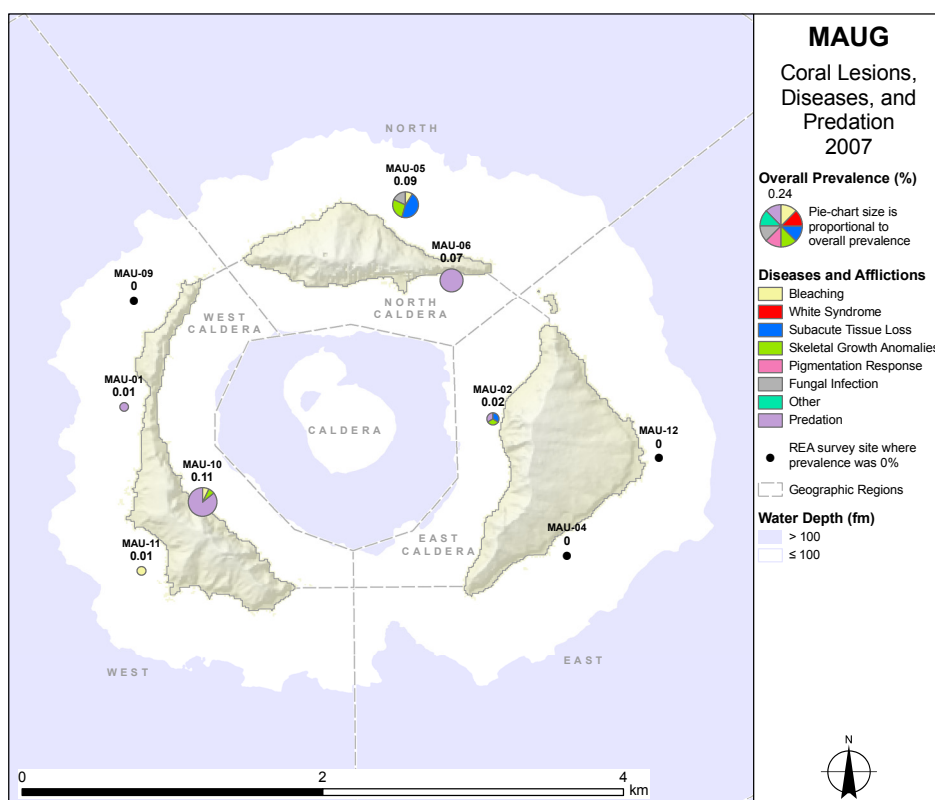 MAUG
Coral Lesions,
Diseases, and
Predation
2007
Overall Prevalence (%)
0.24
Pie-chart size is
proportional to
overall prevalence
Diseases and Afflictions
Bleaching
White Syndrome
Subacute Tissue Loss
Skeletal Growth Anomalies
Pigmentation Response
Fungal Infection
Other
Predation
REA survey site where
prevalence was 0%
Geographic Regions
Water Depth (fm)
> 100
≤ 100
N
NORTH
MAU-05
0.09
MAU-06
0.07
MAU-09
0
NORTH
CALDERA
WEST
CALDERA
MAU-01
0.01
MAU-02
0.02
CALDERA
MAU-12
0
MAU-10
0.11
MAU-04
0
MAU-11
0.01
EAST
CALDERA
WEST
EAST
0
2
4
km